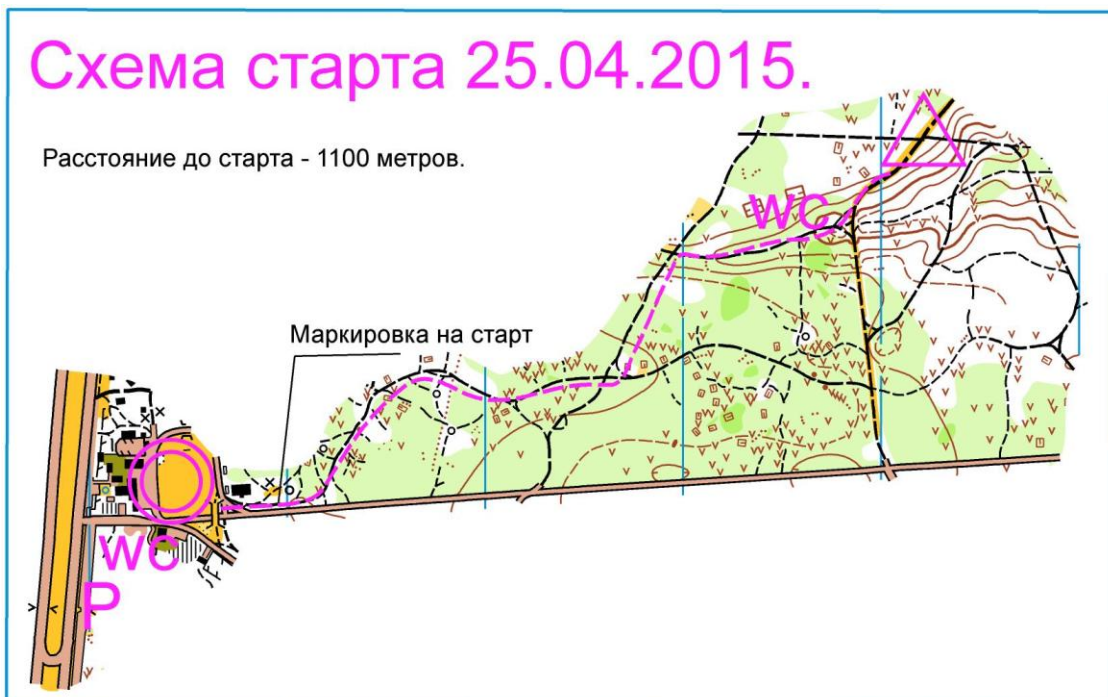 Схема старта 25.04.2015.
Расстояние до старта - 1100 метров.
WC
Маркировка на старт
WC
P